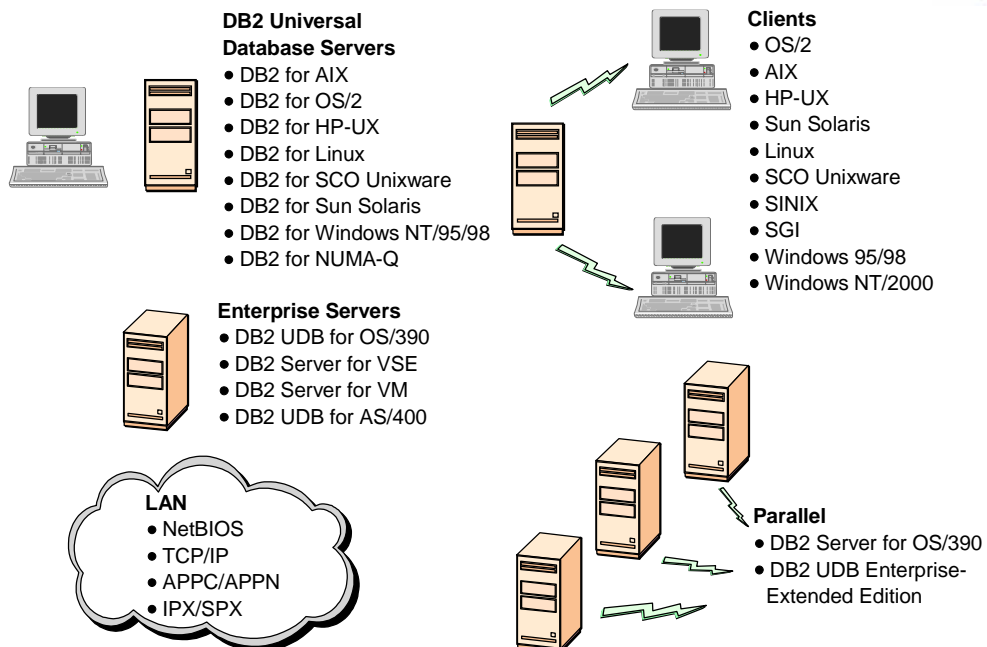 DB2 Universal
Database Servers
● DB2 for AIX
● DB2 for OS/2
● DB2 for HP-UX
● DB2 for Linux
● DB2 for SCO Unixware
● DB2 for Sun Solaris
● DB2 for Windows NT/95/98
● DB2 for NUMA-Q
Clients
● OS/2
● AIX
● HP-UX
● Sun Solaris
● Linux
● SCO Unixware
● SINIX
● SGI
● Windows 95/98
● Windows NT/2000
Enterprise Servers
● DB2 UDB for OS/390
● DB2 Server for VSE
● DB2 Server for VM
● DB2 UDB for AS/400
LAN
● NetBIOS
● TCP/IP
● APPC/APPN
● IPX/SPX
Parallel
● DB2 Server for OS/390
● DB2 UDB Enterprise-
Extended Edition